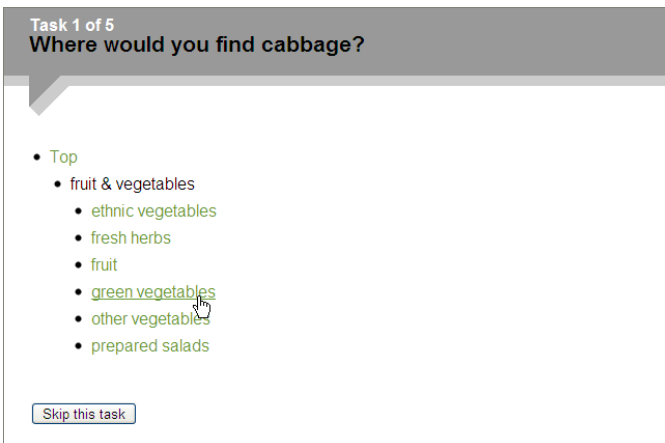 Task 1 of 5
Where would you find cabbage?
Top
fruit & vegetables
ethnic vegetables
fresh herbs
fruit
green vegetables
other vegetables
prepared salads
Skip this task